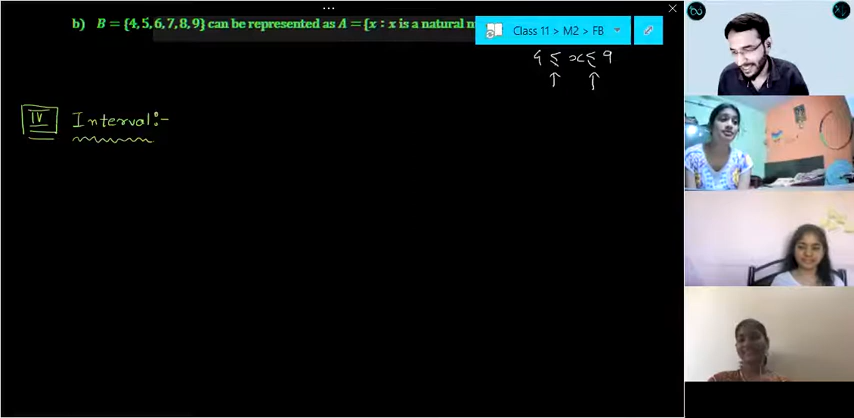 b) B = {4, 5, 6, 7, 8, 9} can be represented as A = {x : x is a natural
Class 11 > M2 > FB
4 ≤ x ≤ 9
IV Interval:-